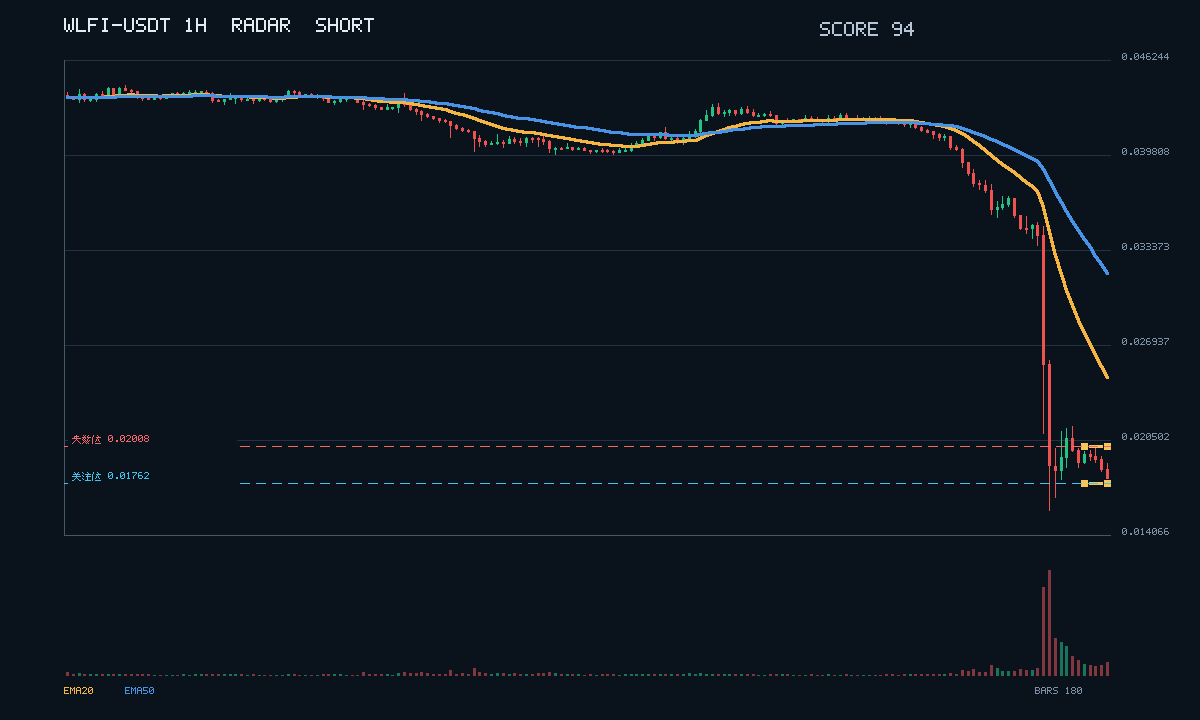 WLFI-USDT 1H RADAR SHORT
SCORE 94
0.046244
0.039808
0.033373
0.026937
0.020502
失效位 0.02008
关注位 0.01762
0.014066
EMA20 EMA50
BARS 180